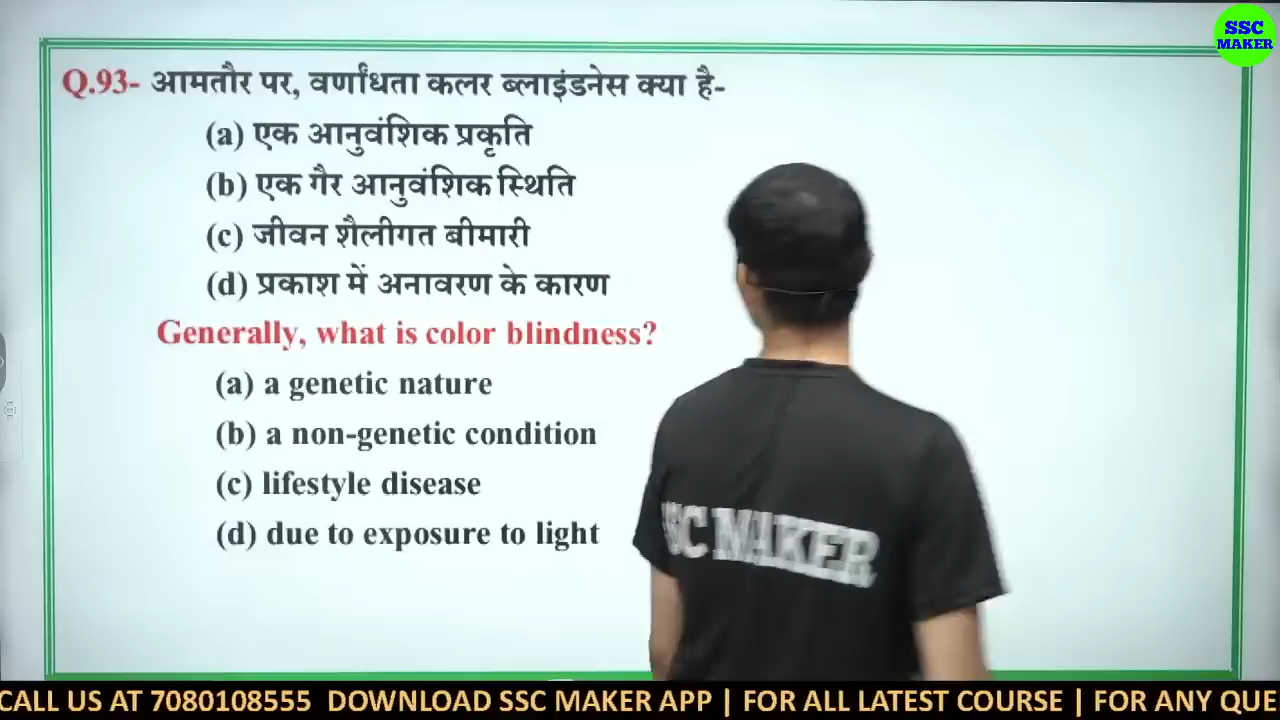 SSC
MAKER
Q.93- आमतौर पर, वर्णांधता कलर ब्लाइंडनेस क्या है-
(a) एक आनुवंशिक प्रकृति
(b) एक गैर आनुवंशिक स्थिति
(c) जीवन शैलीगत बीमारी
(d) प्रकाश में अनावरण के कारण
Generally, what is color blindness?
(a) a genetic nature
(b) a non-genetic condition
(c) lifestyle disease
(d) due to exposure to light
SSC MAKER
CALL US AT 7080108555 DOWNLOAD SSC MAKER APP | FOR ALL LATEST COURSE | FOR ANY QUE